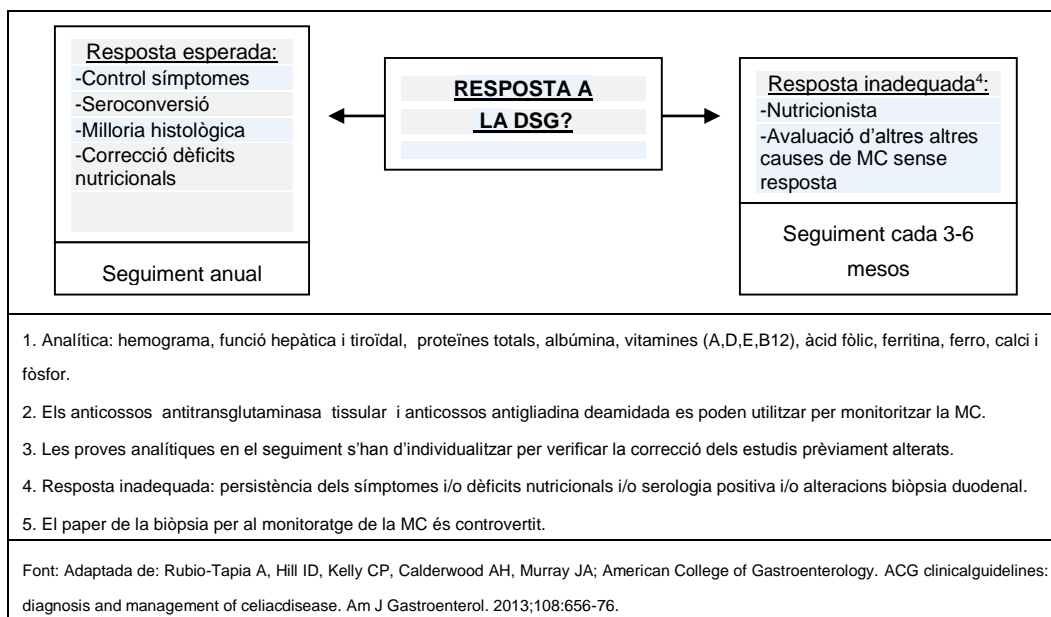 Resposta esperada:
-Control símptomes
-Seroconversió
-Milloria histològica
-Correcció dèficits
nutricionals
Seguiment anual
RESPOSTA A
LA DSG?
Resposta inadequada4:
-Nutricionista
-Avaluació d’altres altres
causes de MC sense
resposta
Seguiment cada 3-6
mesos
1. Analítica: hemograma, funció hepàtica i tiroïdal, proteïnes totals, albúmina, vitamines (A,D,E,B12), àcid fòlic, ferritina, ferro, calci i
fòsfor.
2. Els anticossos antitransglutaminasa tissular i anticossos antigliadina deamidada es poden utilitzar per monitoritzar la MC.
3. Les proves analítiques en el seguiment s’han d’individualitzar per verificar la correcció dels estudis prèviament alterats.
4. Resposta inadequada: persistència dels símptomes i/o dèficits nutricionals i/o serologia positiva i/o alteracions biòpsia duodenal.
5. El paper de la biòpsia per al monitoratge de la MC és controvertit.
Font: Adaptada de: Rubio-Tapia A, Hill ID, Kelly CP, Calderwood AH, Murray JA; American College of Gastroenterology. ACG clinicalguidelines:
diagnosis and management of celiacdisease. Am J Gastroenterol. 2013;108:656-76.